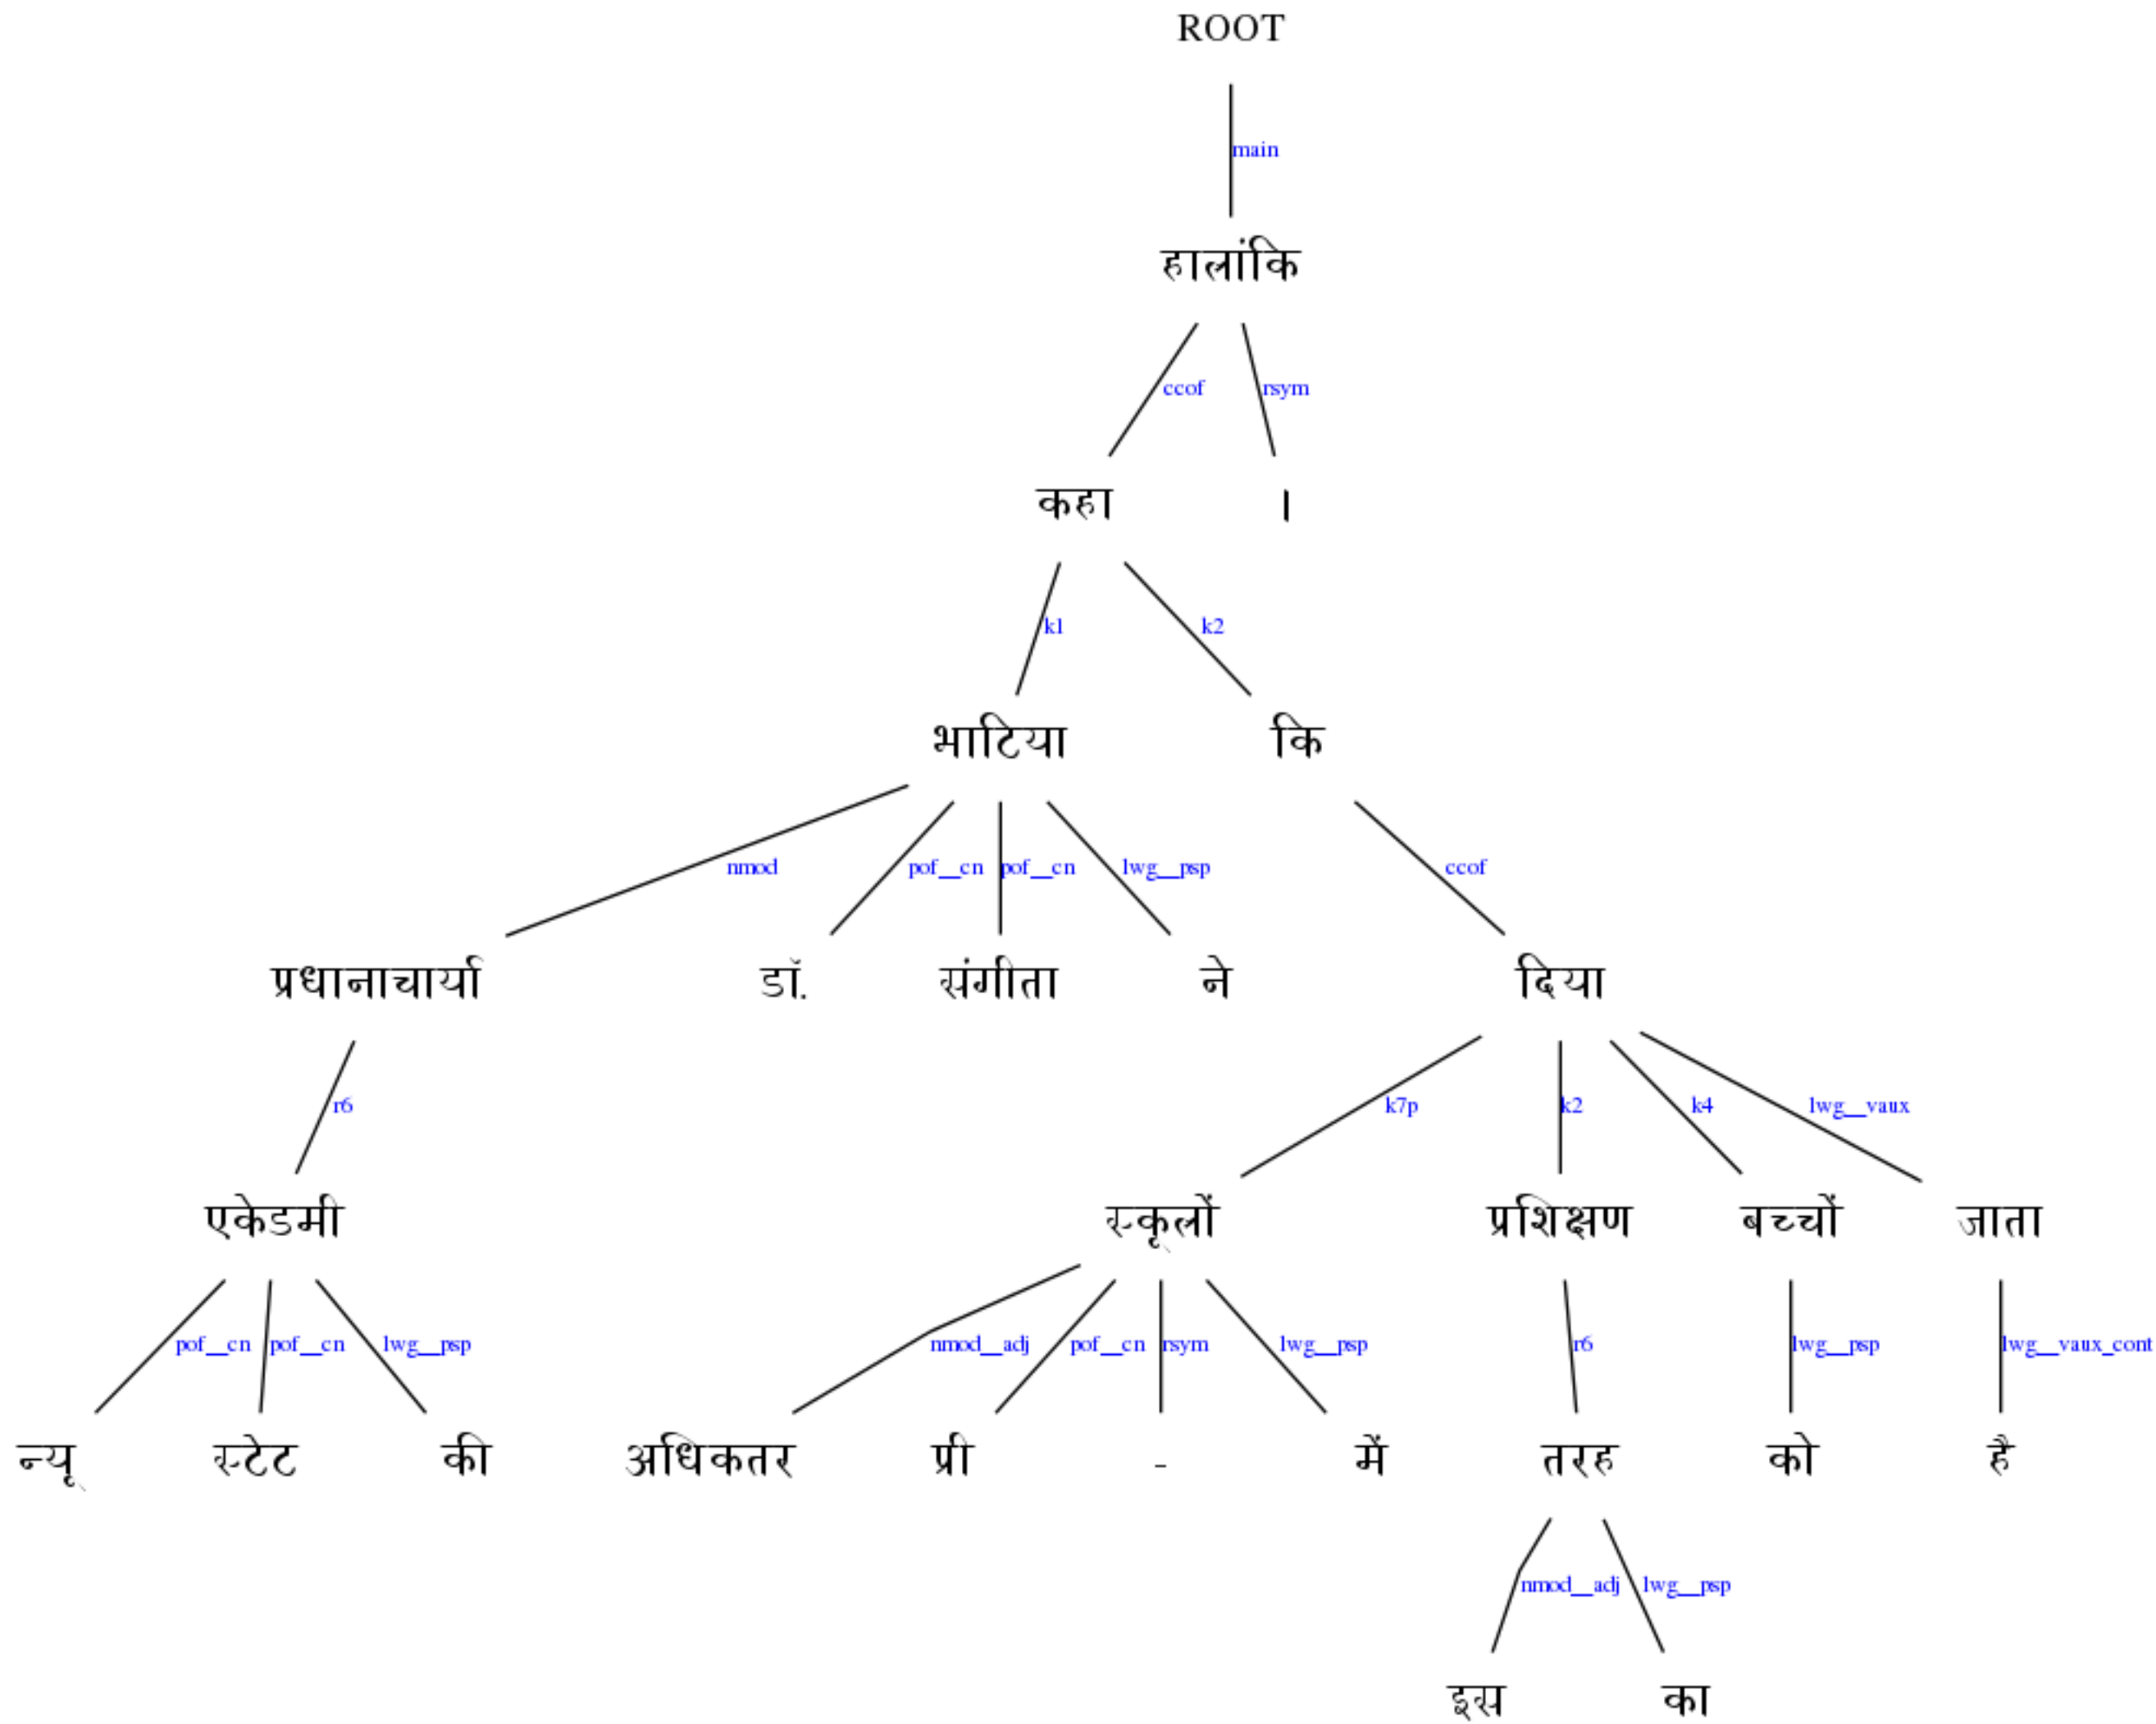 ROOT
main
हालांकि
ccof rsym
कहा ।
k1 k2
भाटिया कि
nmod pof__cn pof__cn lwg__psp ccof
प्रधानाचार्या डॉ. संगीता ने दिया
r6 k7p k2 k4 lwg__vaux
एकेडमी स्कूलों प्रशिक्षण बच्चों जाता
pof__cn pof__cn lwg__psp nmod__adj pof__cn rsym lwg__psp r6 lwg__psp lwg__vaux_cont
न्यू स्टेट की अधिकतर प्री - में तरह को है
nmod__adj lwg__psp
इस का